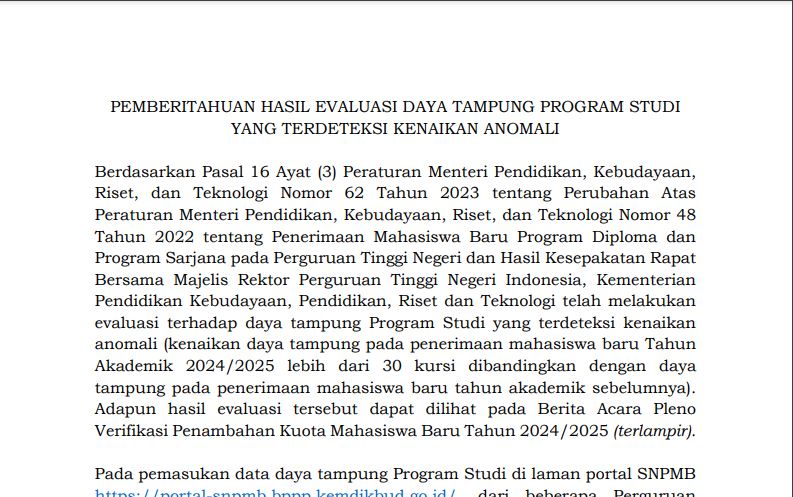 PEMBERITAHUAN HASIL EVALUASI DAYA TAMPUNG PROGRAM STUDI
YANG TERDETEKSI KENAIKAN ANOMALI
Berdasarkan Pasal 16 Ayat (3) Peraturan Menteri Pendidikan, Kebudayaan,
Riset, dan Teknologi Nomor 62 Tahun 2023 tentang Perubahan Atas
Peraturan Menteri Pendidikan, Kebudayaan, Riset, dan Teknologi Nomor 48
Tahun 2022 tentang Penerimaan Mahasiswa Baru Program Diploma dan
Program Sarjana pada Perguruan Tinggi Negeri dan Hasil Kesepakatan Rapat
Bersama Majelis Rektor Perguruan Tinggi Negeri Indonesia, Kementerian
Pendidikan Kebudayaan, Pendidikan, Riset dan Teknologi telah melakukan
evaluasi terhadap daya tampung Program Studi yang terdeteksi kenaikan
anomali (kenaikan daya tampung pada penerimaan mahasiswa baru Tahun
Akademik 2024/2025 lebih dari 30 kursi dibandingkan dengan daya
tampung pada penerimaan mahasiswa baru tahun akademik sebelumnya).
Adapun hasil evaluasi tersebut dapat dilihat pada Berita Acara Pleno
Verifikasi Penambahan Kuota Mahasiswa Baru Tahun 2024/2025 (terlampir).
Pada pemasukan data daya tampung Program Studi di laman portal SNPMB
https://portal-snpmb.bppp.kemdikbud.go.id/ dari beberapa Perguruan